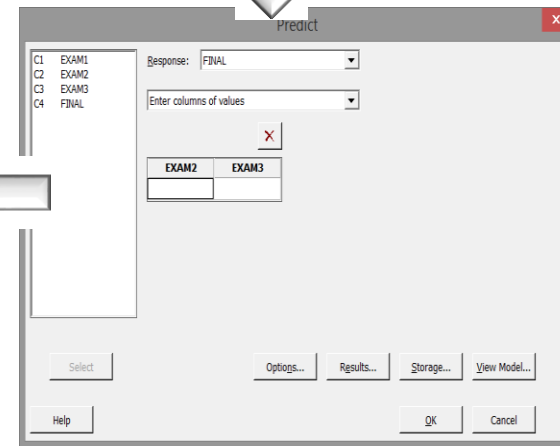 Predict
x
C1 EXAM1
C2 EXAM2
C3 EXAM3
C4 FINAL
Response: FINAL
Enter columns of values
EXAM2 EXAM3
Select Options... Results... Storage... View Model...
Help OK Cancel